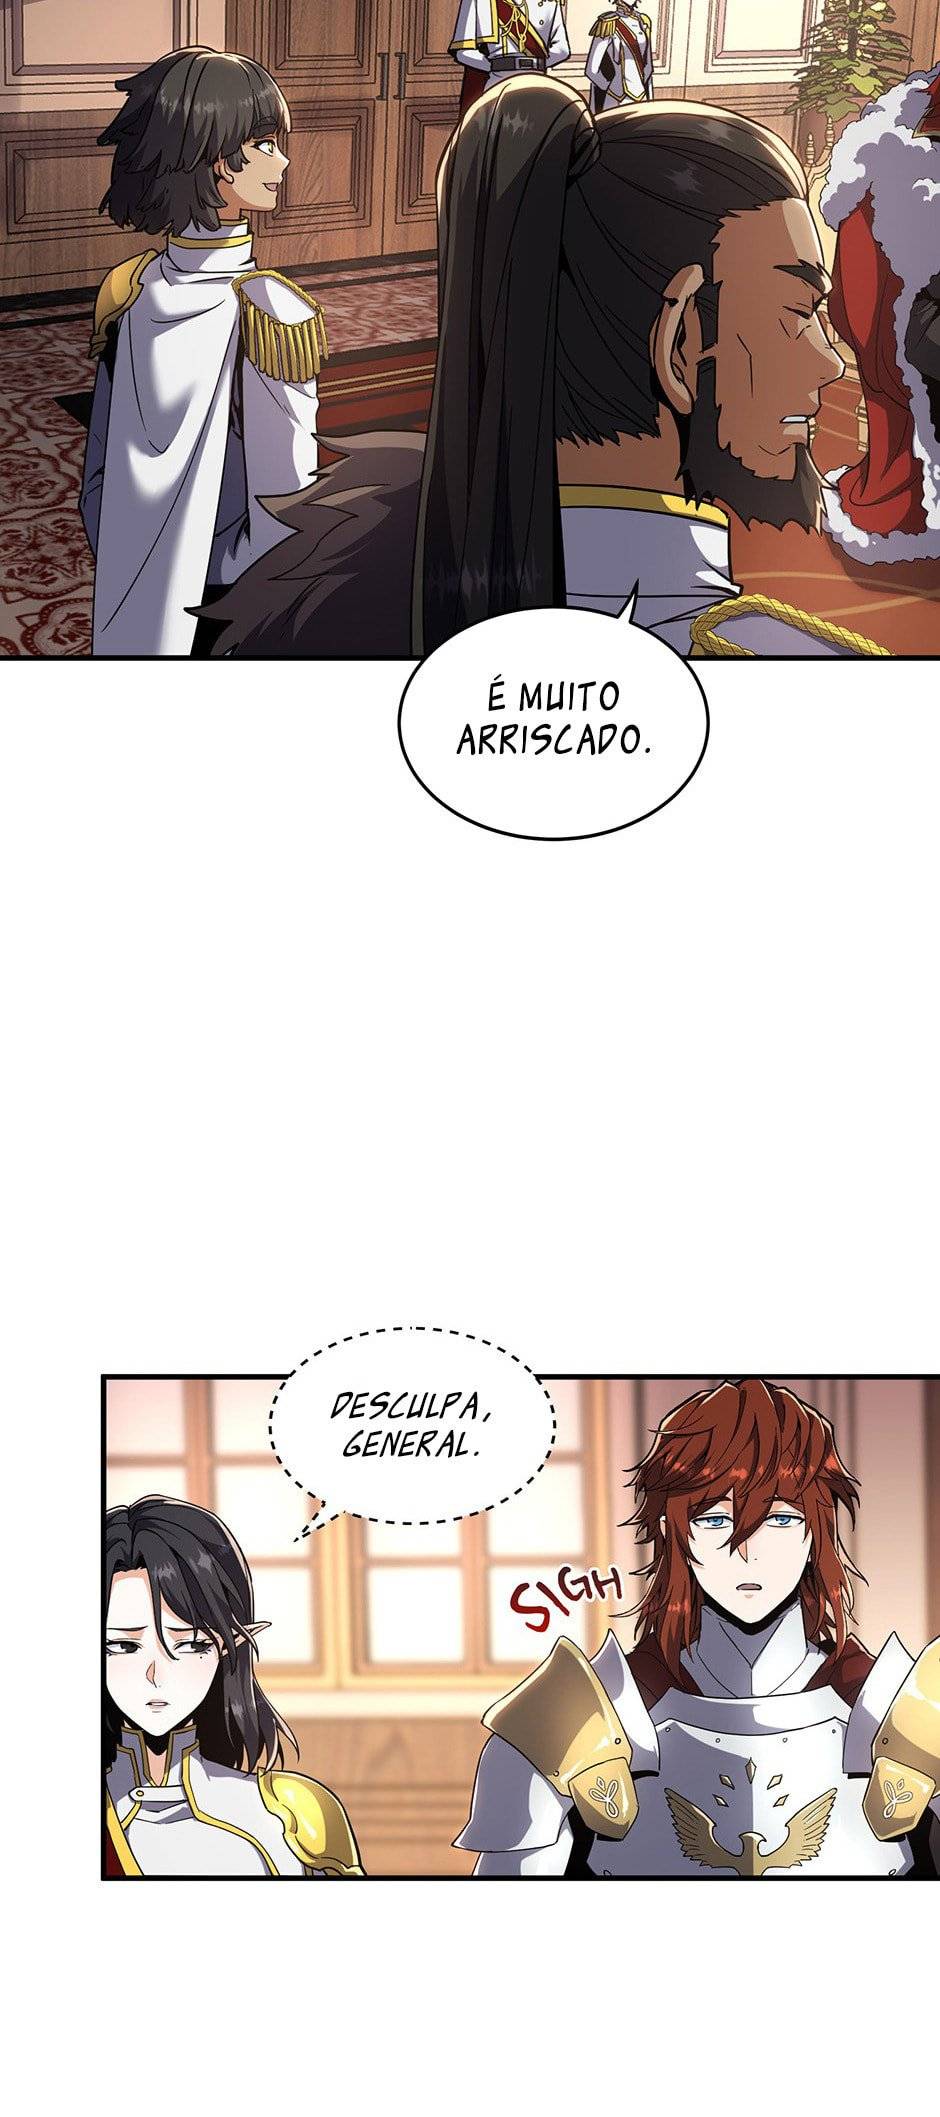 É MUITO
ARRISCADO.
DESCULPA,
GENERAL.
SIGH